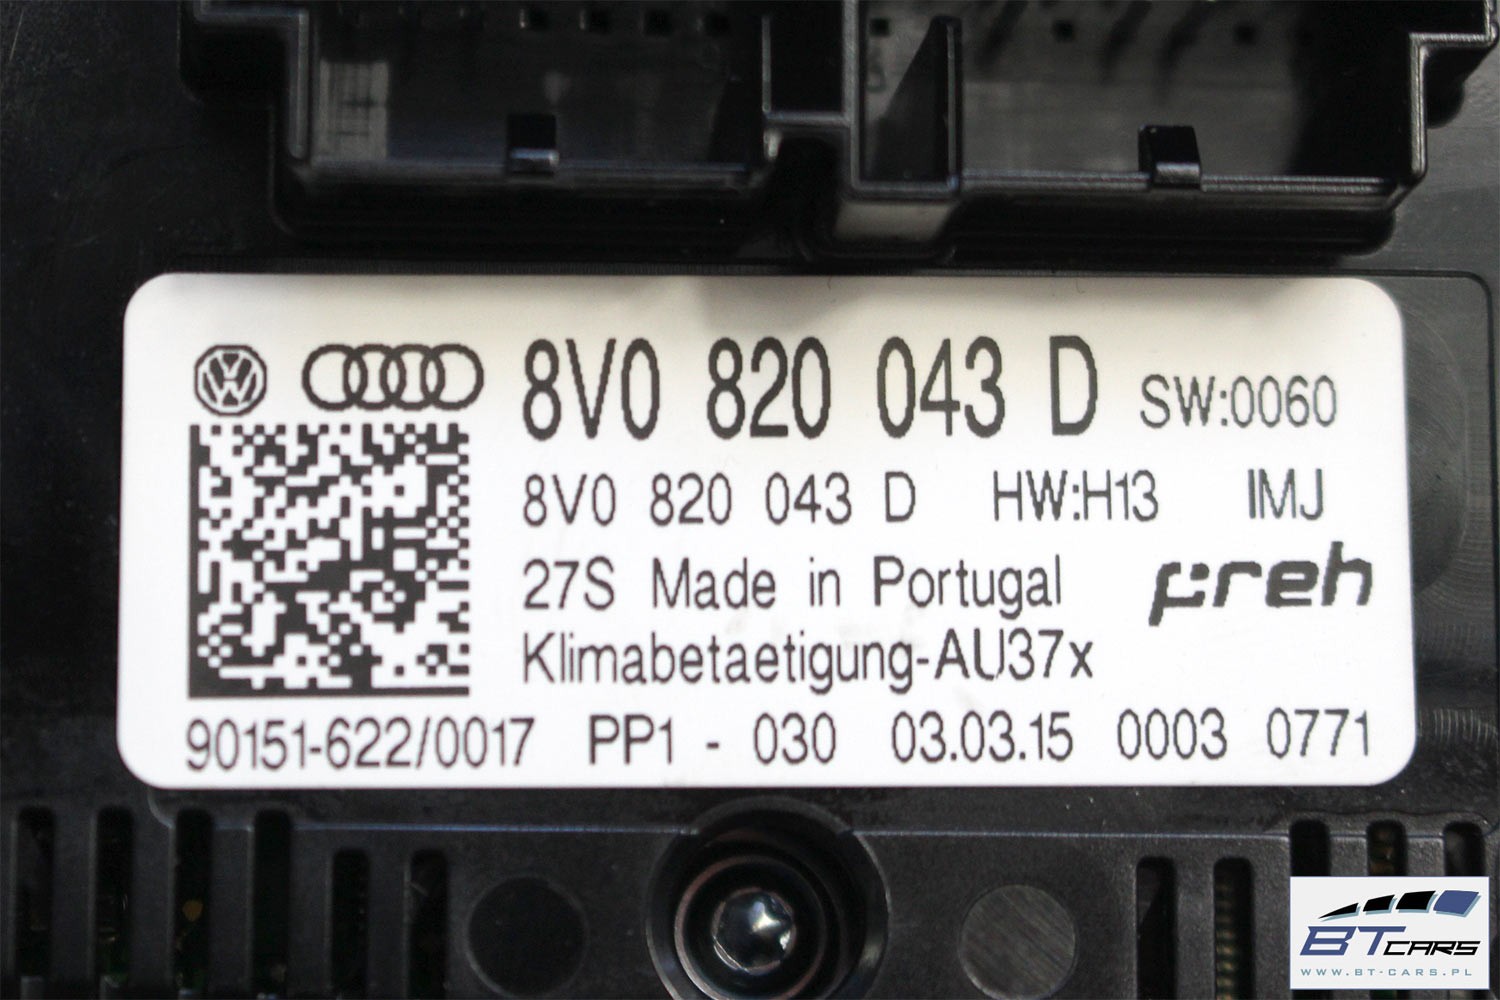 8V0 820 043 D SW:0060
8V0 820 043 D HW:H13 IMJ
27S Made in Portugal preh
Klimabetaetigung-AU37x
90151-622/0017 PP1 - 030 03.03.15 0003 0771
BT CARS
WWW.BT-CARS.PL